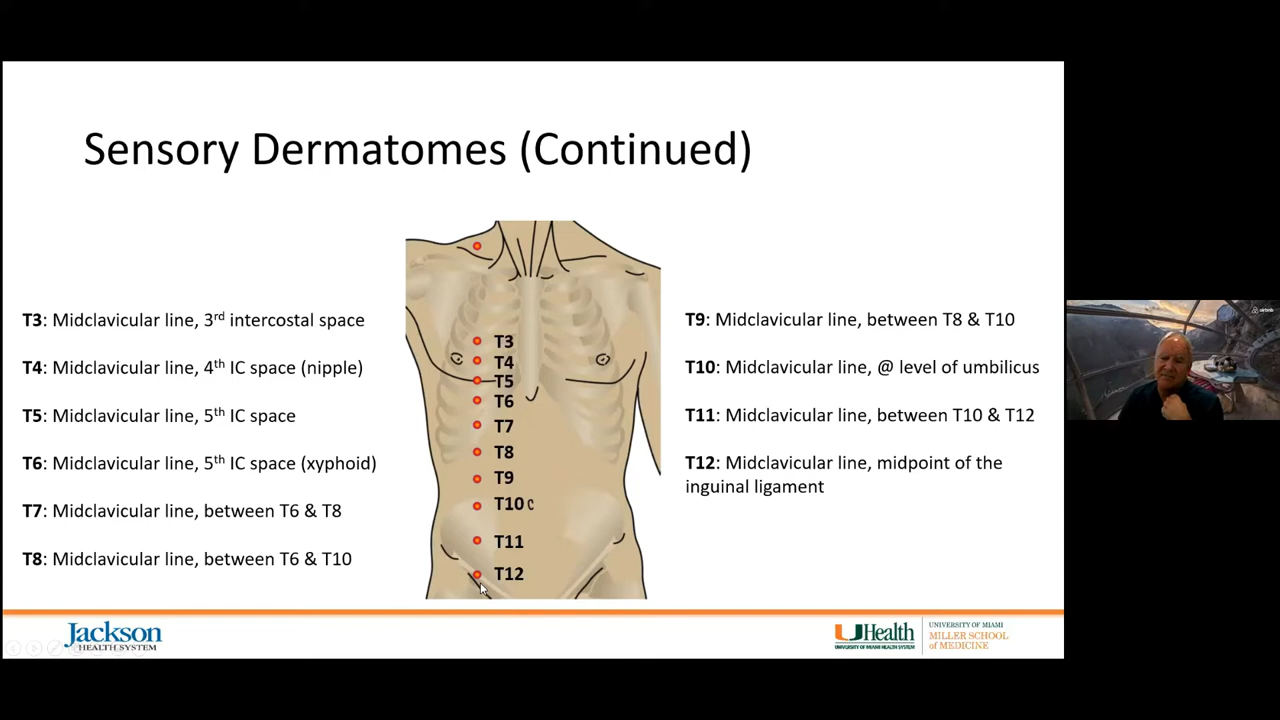 Sensory Dermatomes (Continued)
T3: Midclavicular line, 3rd intercostal space
T4: Midclavicular line, 4th IC space (nipple)
T5: Midclavicular line, 5th IC space
T6: Midclavicular line, 5th IC space (xyphoid)
T7: Midclavicular line, between T6 & T8
T8: Midclavicular line, between T6 & T10
T3
T4
T5
T6
T7
T8
T9
T10
T11
T12
T9: Midclavicular line, between T8 & T10
T10: Midclavicular line, @ level of umbilicus
T11: Midclavicular line, between T10 & T12
T12: Midclavicular line, midpoint of the
inguinal ligament
airbnb
Jackson
HEALTH SYSTEM
UHealth
UNIVERSITY OF MIAMI HEALTH SYSTEM
UNIVERSITY OF MIAMI
MILLER SCHOOL
of MEDICINE